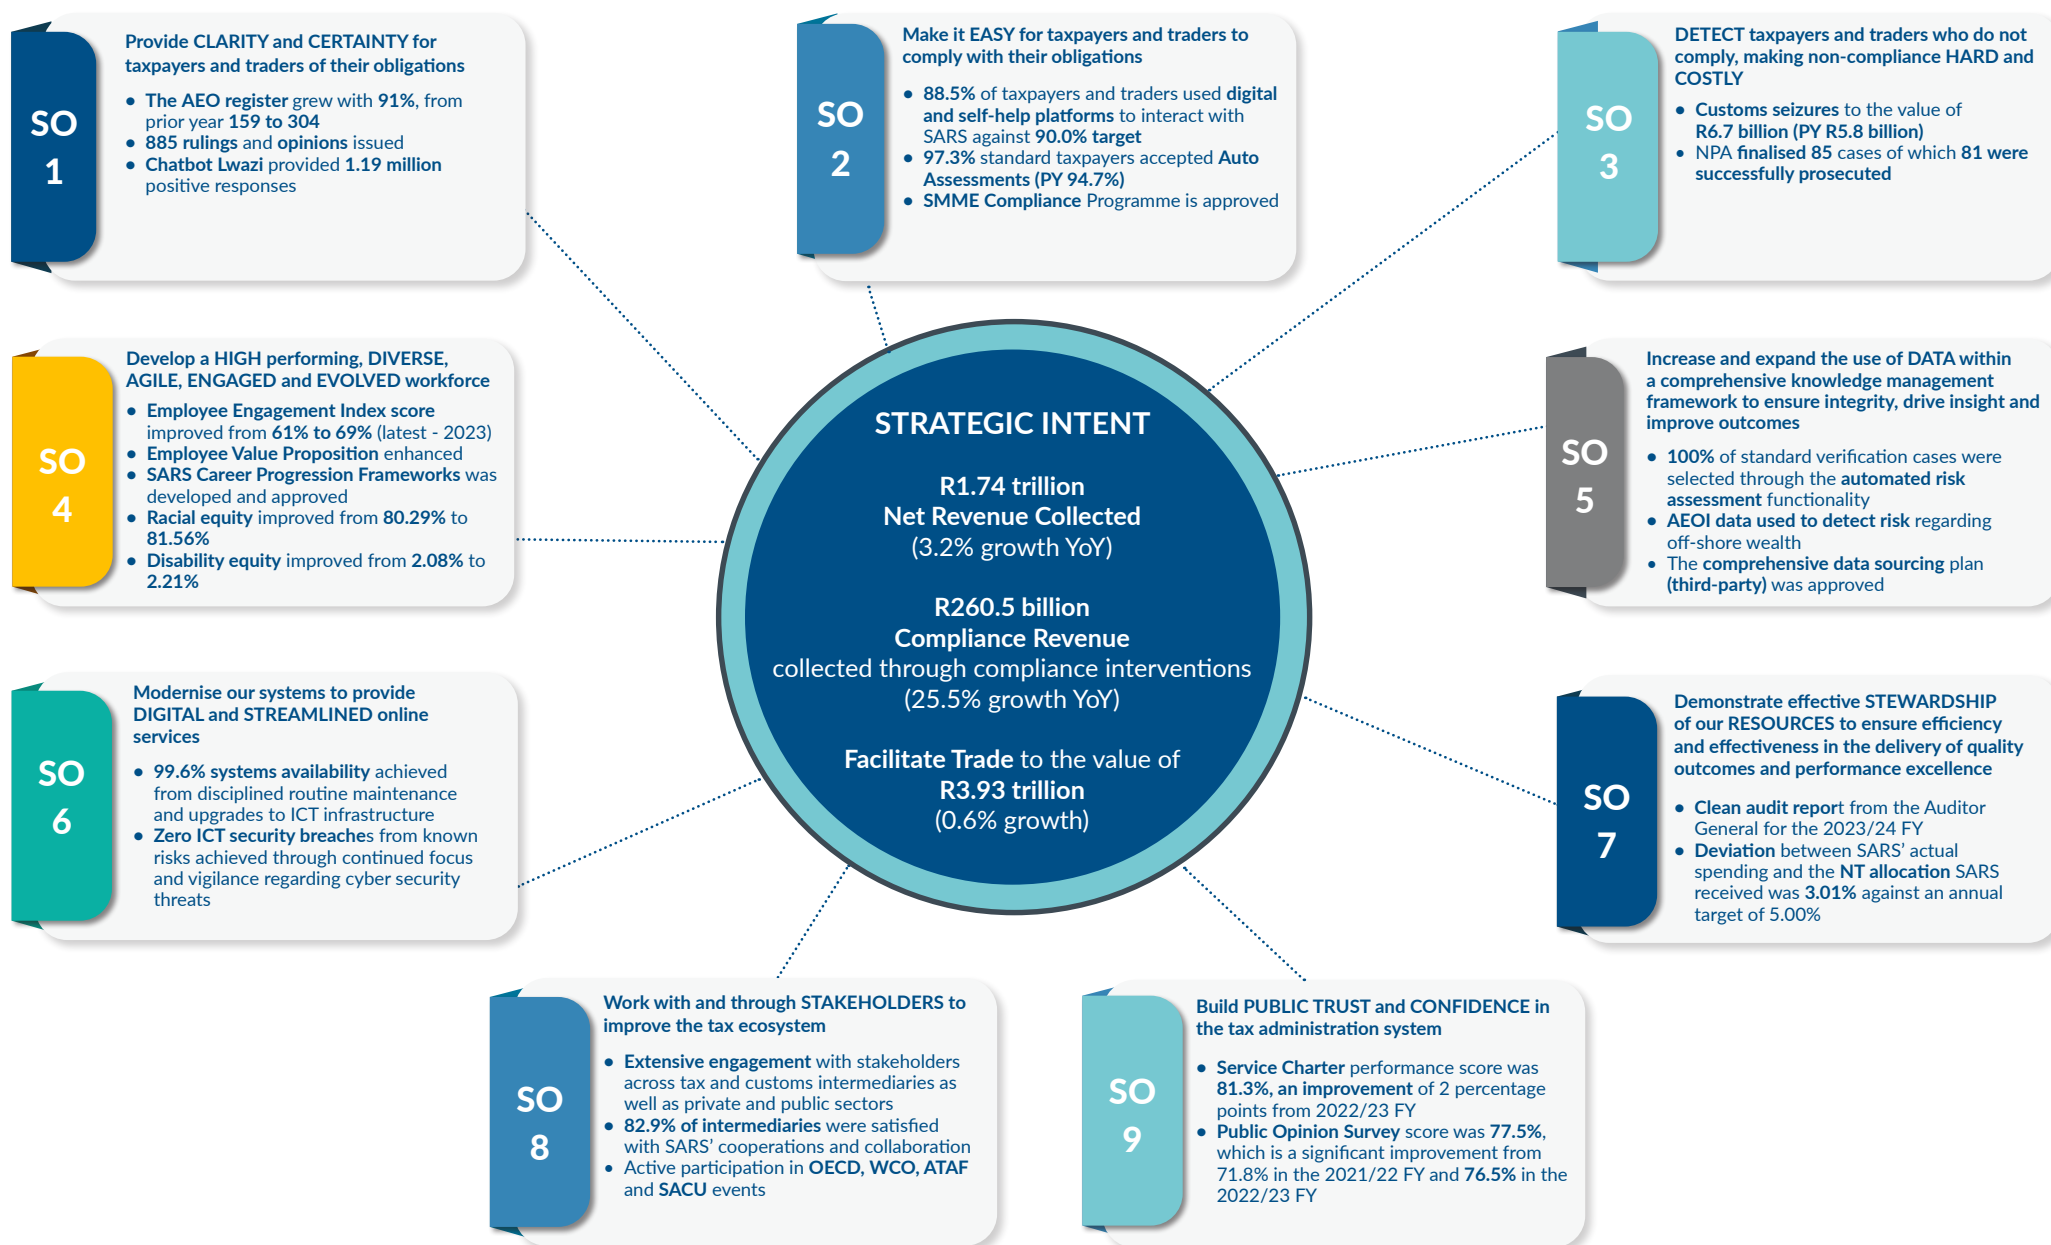 SO
1
Provide CLARITY and CERTAINTY for
taxpayers and traders of their obligations
● The AEO register grew with 91%, from
prior year 159 to 304
● 885 rulings and opinions issued
● Chatbot Lwazi provided 1.19 million
positive responses
SO
2
Make it EASY for taxpayers and traders to
comply with their obligations
● 88.5% of taxpayers and traders used digital
and self-help platforms to interact with
SARS against 90.0% target
● 97.3% standard taxpayers accepted Auto
Assessments (PY 94.7%)
● SMME Compliance Programme is approved
SO
3
DETECT taxpayers and traders who do not
comply, making non-compliance HARD and
COSTLY
● Customs seizures to the value of
R6.7 billion (PY R5.8 billion)
● NPA finalised 85 cases of which 81 were
successfully prosecuted
SO
4
Develop a HIGH performing, DIVERSE,
AGILE, ENGAGED and EVOLVED workforce
● Employee Engagement Index score
improved from 61% to 69% (latest - 2023)
● Employee Value Proposition enhanced
● SARS Career Progression Frameworks was
developed and approved
● Racial equity improved from 80.29% to
81.56%
● Disability equity improved from 2.08% to
2.21%
STRATEGIC INTENT
R1.74 trillion
Net Revenue Collected
(3.2% growth YoY)
R260.5 billion
Compliance Revenue
collected through compliance interventions
(25.5% growth YoY)
Facilitate Trade to the value of
R3.93 trillion
(0.6% growth)
SO
5
Increase and expand the use of DATA within
a comprehensive knowledge management
framework to ensure integrity, drive insight and
improve outcomes
● 100% of standard verification cases were
selected through the automated risk
assessment functionality
● AEOI data used to detect risk regarding
off-shore wealth
● The comprehensive data sourcing plan
(third-party) was approved
SO
6
Modernise our systems to provide
DIGITAL and STREAMLINED online
services
● 99.6% systems availability achieved
from disciplined routine maintenance
and upgrades to ICT infrastructure
● Zero ICT security breaches from known
risks achieved through continued focus
and vigilance regarding cyber security
threats
SO
7
Demonstrate effective STEWARDSHIP
of our RESOURCES to ensure efficiency
and effectiveness in the delivery of quality
outcomes and performance excellence
● Clean audit report from the Auditor
General for the 2023/24 FY
● Deviation between SARS’ actual
spending and the NT allocation SARS
received was 3.01% against an annual
target of 5.00%
SO
8
Work with and through STAKEHOLDERS to
improve the tax ecosystem
● Extensive engagement with stakeholders
across tax and customs intermediaries as
well as private and public sectors
● 82.9% of intermediaries were satisfied
with SARS’ cooperations and collaboration
● Active participation in OECD, WCO, ATAF
and SACU events
SO
9
Build PUBLIC TRUST and CONFIDENCE in
the tax administration system
● Service Charter performance score was
81.3%, an improvement of 2 percentage
points from 2022/23 FY
● Public Opinion Survey score was 77.5%,
which is a significant improvement from
71.8% in the 2021/22 FY and 76.5% in the
2022/23 FY